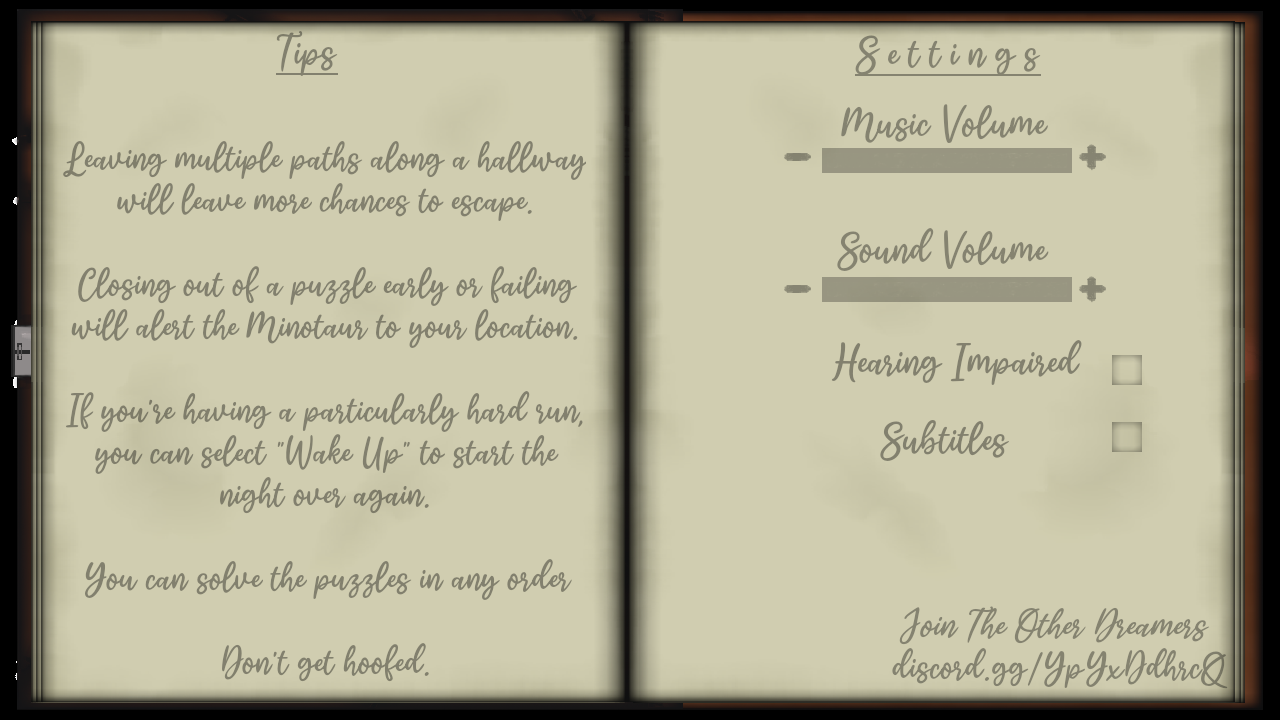 Tips
Leaving multiple paths along a hallway
will leave more chances to escape.
Closing out of a puzzle early or failing
will alert the Minotaur to your location.
If you're having a particularly hard run,
you can select "Wake Up" to start the
night over again.
You can solve the puzzles in any order
Don't get hoofed.
Settings
Music Volume
Sound Volume
Hearing Impaired
Subtitles
Join The Other Dreamers
discord.gg/YpYxDdhrcQ